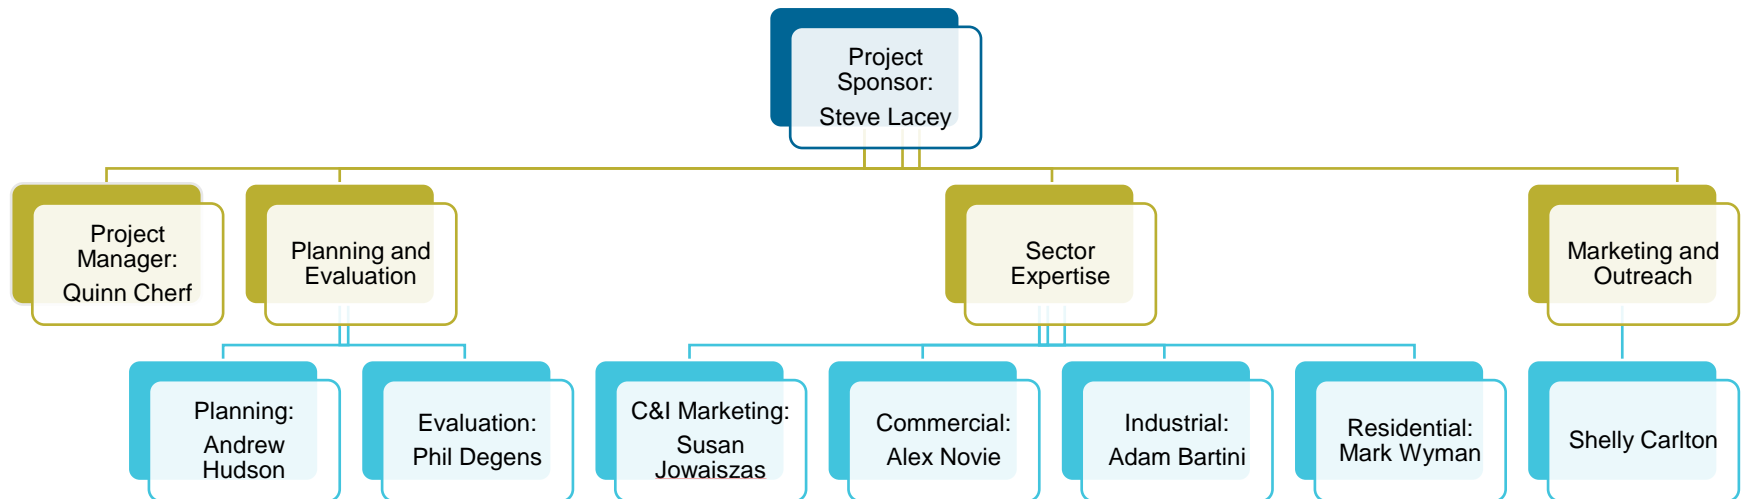 Project
Sponsor:
Steve Lacey
Project
Manager:
Quinn Cherf
Planning and
Evaluation
Sector
Expertise
Marketing and
Outreach
Planning:
Andrew
Hudson
Evaluation:
Phil Degens
C&I Marketing:
Susan
Jowaiszas
Commercial:
Alex Novie
Industrial:
Adam Bartini
Residential:
Mark Wyman
Shelly Carlton